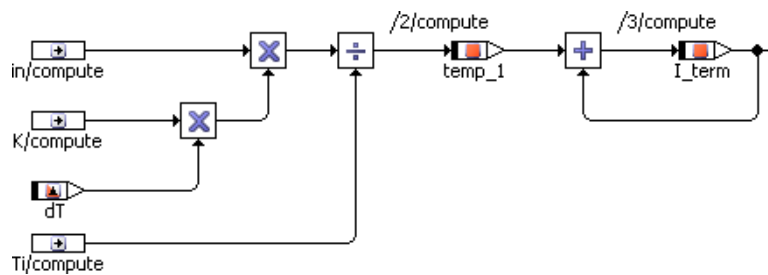 /2/compute
/3/compute
in/compute
temp_1
I_term
K/compute
dT
Ti/compute